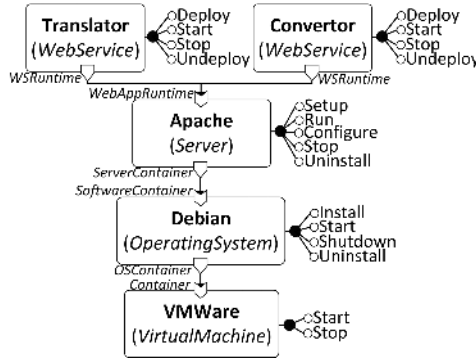 Translator
(WebService)
Deploy
Start
Stop
Undeploy
Convertor
(WebService)
Deploy
Start
Stop
Undeploy
WSRuntime
WSRuntime
WebAppRuntime
Apache
(Server)
Setup
Run
Configure
Stop
Uninstall
ServerContainer
SoftwareContainer
Debian
(OperatingSystem)
Install
Start
Shutdown
Uninstall
OSContainer
Container
VMWare
(VirtualMachine)
Start
Stop